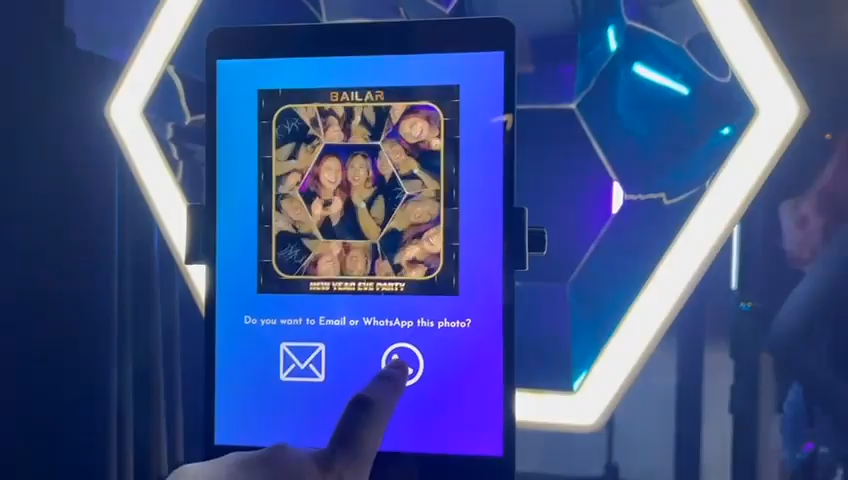 BAILAR
NEW YEAR EVE PARTY
Do you want to Email or WhatsApp this photo?